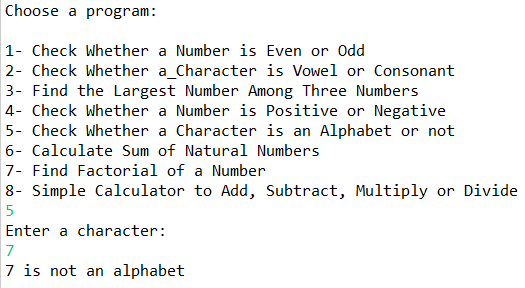 Choose a program:
1- Check Whether a Number is Even or Odd
2- Check Whether a_Character is Vowel or Consonant
3- Find the Largest Number Among Three Numbers
4- Check Whether a Number is Positive or Negative
5- Check Whether a Character is an Alphabet or not
6- Calculate Sum of Natural Numbers
7- Find Factorial of a Number
8- Simple Calculator to Add, Subtract, Multiply or Divide
5
Enter a character:
7
7 is not an alphabet